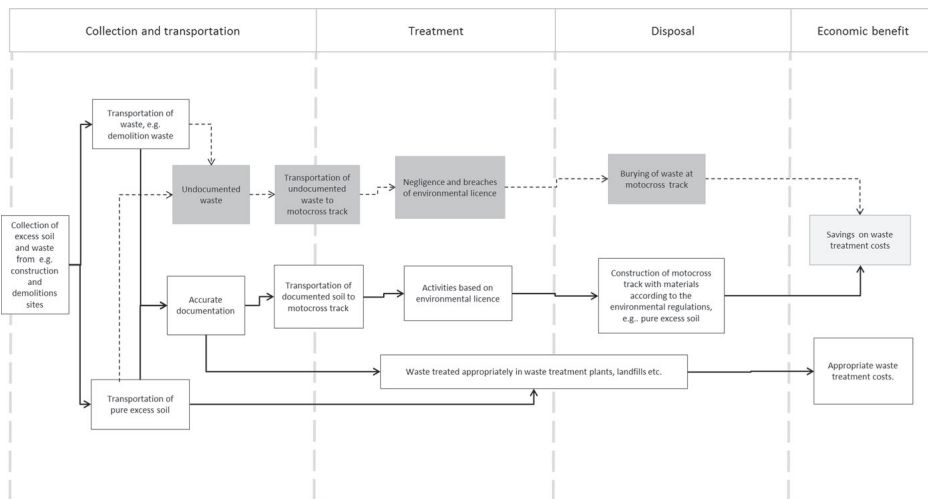 Collection and transportation
Treatment
Disposal
Economic benefit
Transportation of
waste, e.g.
demolition waste
Undocumented
waste
Transportation of
undocumented
waste to
motocross track
Negligence and breaches
of environmental licence
Burying of waste at
motocross track
Collection of
excess soil
and waste
from e.g.
construction
and
demolitions
sites
Savings on waste
treatment costs
Accurate
documentation
Transportation of
documented soil to
motocross track
Activities based on
environmental licence
Construction of motocross
track with materials
according to the
environmental regulations,
e.g.. pure excess soil
Waste treated appropriately in waste treatment plants, landfills etc.
Appropriate waste
treatment costs.
Transportation of
pure excess soil